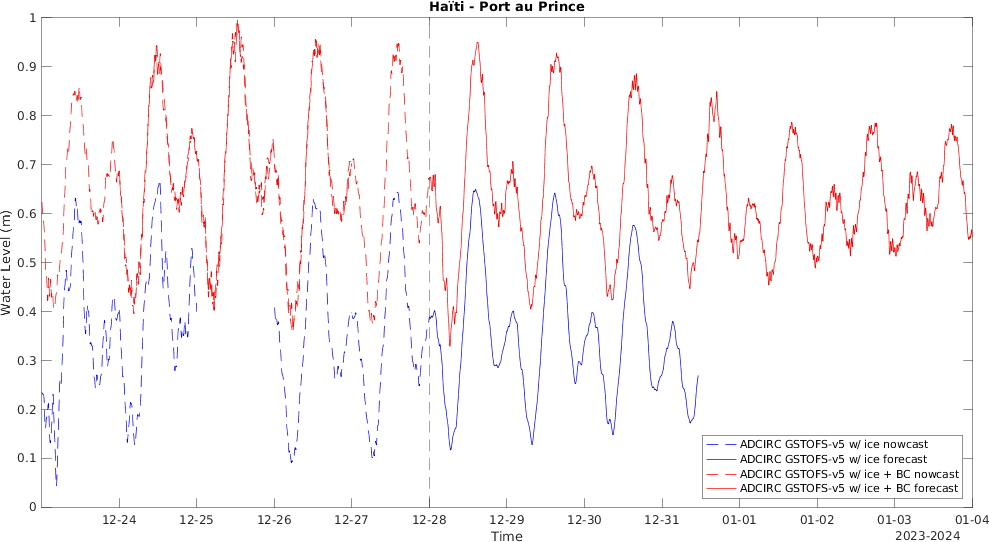 Haïti - Port au Prince
1
0.9
0.8
0.7
0.6
0.5
0.4
0.3
0.2
0.1
0
Water Level (m)
ADCIRC GSTOFS-v5 w/ ice nowcast
ADCIRC GSTOFS-v5 w/ ice forecast
ADCIRC GSTOFS-v5 w/ ice + BC nowcast
ADCIRC GSTOFS-v5 w/ ice + BC forecast
12-24 12-25 12-26 12-27 12-28 12-29 12-30 12-31 01-01 01-02 01-03 01-04
Time
2023-2024